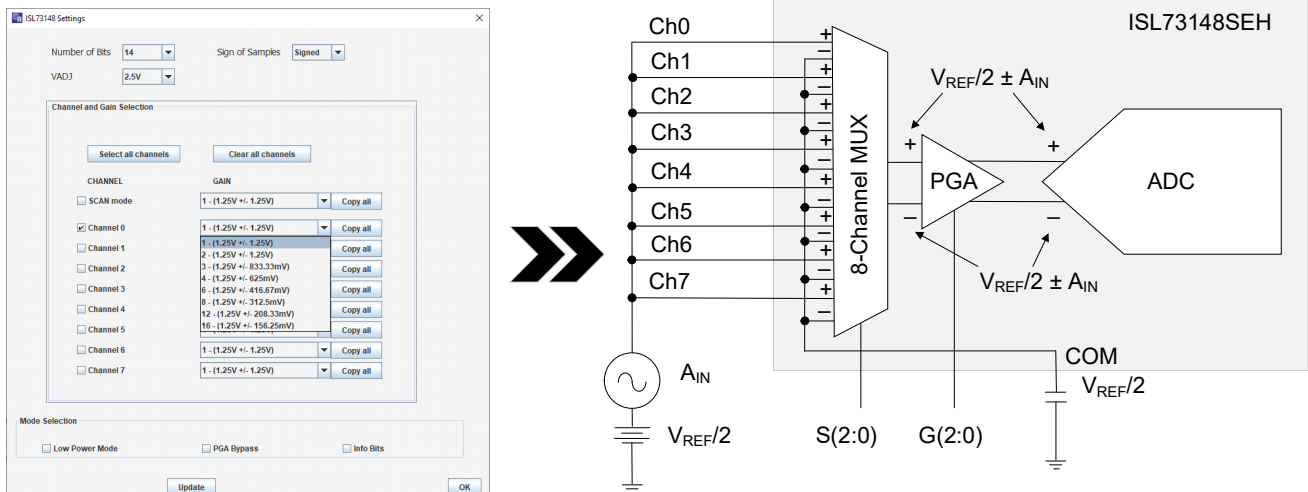 ISL73148 Settings
Number of Bits 14 Sign of Samples Signed
VADJ 2.5V
Channel and Gain Selection
Select all channels Clear all channels
CHANNEL GAIN
SCAN mode 1 - (1.25V +/- 1.25V) Copy all
Channel 0 1 - (1.25V +/- 1.25V) Copy all
1 - (1.25V +/- 1.25V)
Channel 1 2 - (1.25V +/- 1.25V) Copy all
3 - (1.25V +/- 833.33mV)
Channel 2 4 - (1.25V +/- 625mV) Copy all
Channel 3 6 - (1.25V +/- 416.67mV) Copy all
8 - (1.25V +/- 312.5mV)
Channel 4 12 - (1.25V +/- 208.33mV) Copy all
16 - (1.25V +/- 156.25mV)
Channel 5 Copy all
Channel 6 1 - (1.25V +/- 1.25V) Copy all
Channel 7 1 - (1.25V +/- 1.25V) Copy all
Mode Selection
Low Power Mode PGA Bypass Info Bits
Update OK
ISL73148SEH
Ch0
Ch1
Ch2
Ch3
Ch4
Ch5
Ch6
Ch7
+
−
+
−
+
−
+
−
+
−
+
−
+
−
+
−
8-Channel MUX
VREF/2 ± AIN
+ +
PGA
ADC
− −
VREF/2 ± AIN
COM
VREF/2
AIN
VREF/2
S(2:0) G(2:0)